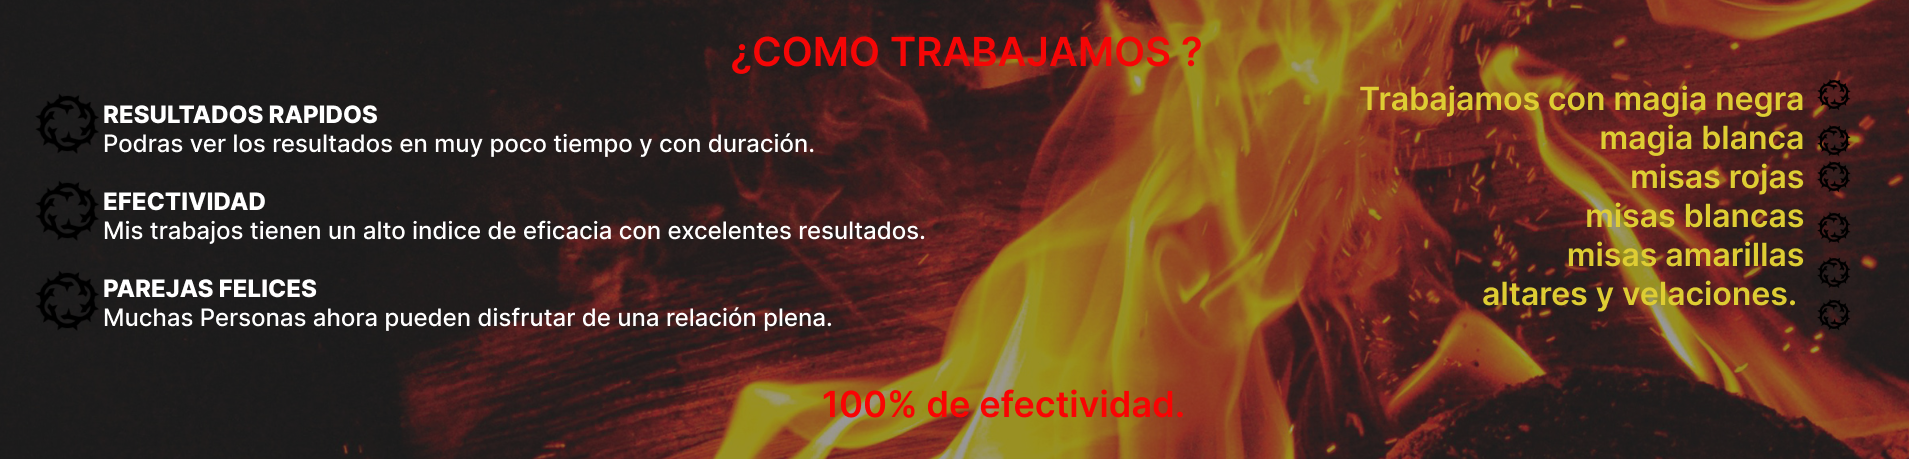 ¿COMO TRABAJAMOS ?
RESULTADOS RAPIDOS
Podras ver los resultados en muy poco tiempo y con duración.
EFECTIVIDAD
Mis trabajos tienen un alto indice de eficacia con excelentes resultados.
PAREJAS FELICES
Muchas Personas ahora pueden disfrutar de una relación plena.
Trabajamos con magia negra
magia blanca
misas rojas
misas blancas
misas amarillas
altares y velaciones.
100% de efectividad.